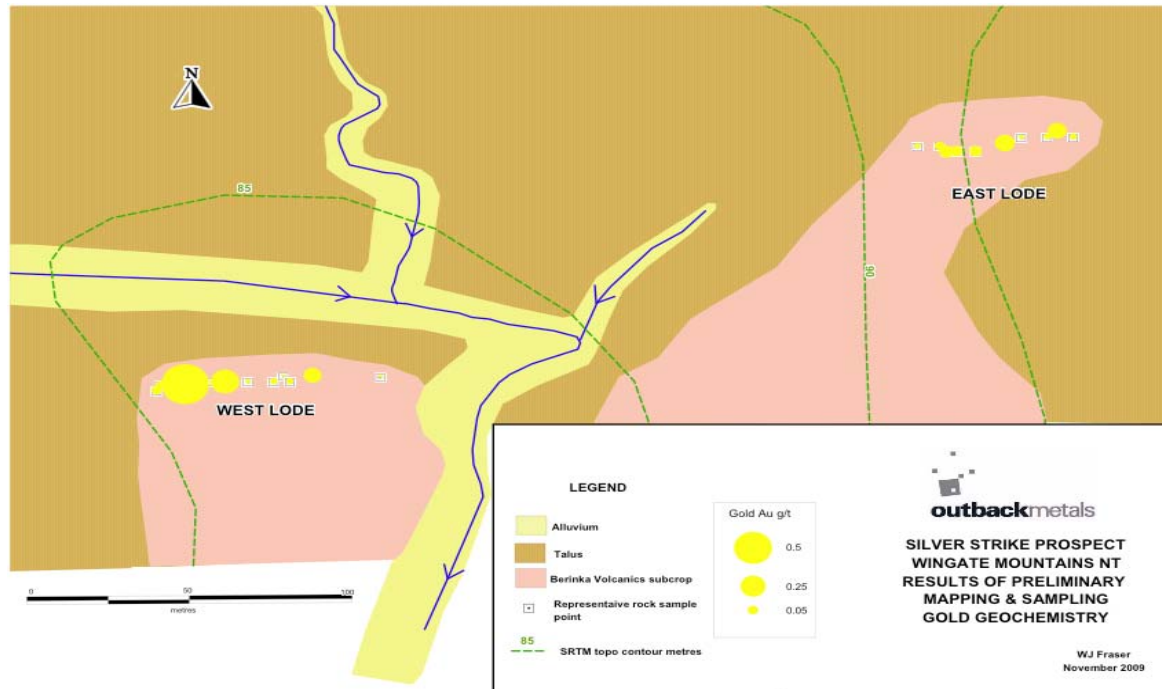 N
85
EAST LODE
90
WEST LODE
0 50 100
metres
LEGEND
Alluvium
Talus
Berinka Volcanics subcrop
Representaive rock sample
point
85
SRTM topo contour metres
Gold Au g/t
0.5
0.25
0.05
outbackmetals
SILVER STRIKE PROSPECT
WINGATE MOUNTAINS NT
RESULTS OF PRELIMINARY
MAPPING & SAMPLING
GOLD GEOCHEMISTRY
WJ Fraser
November 2009